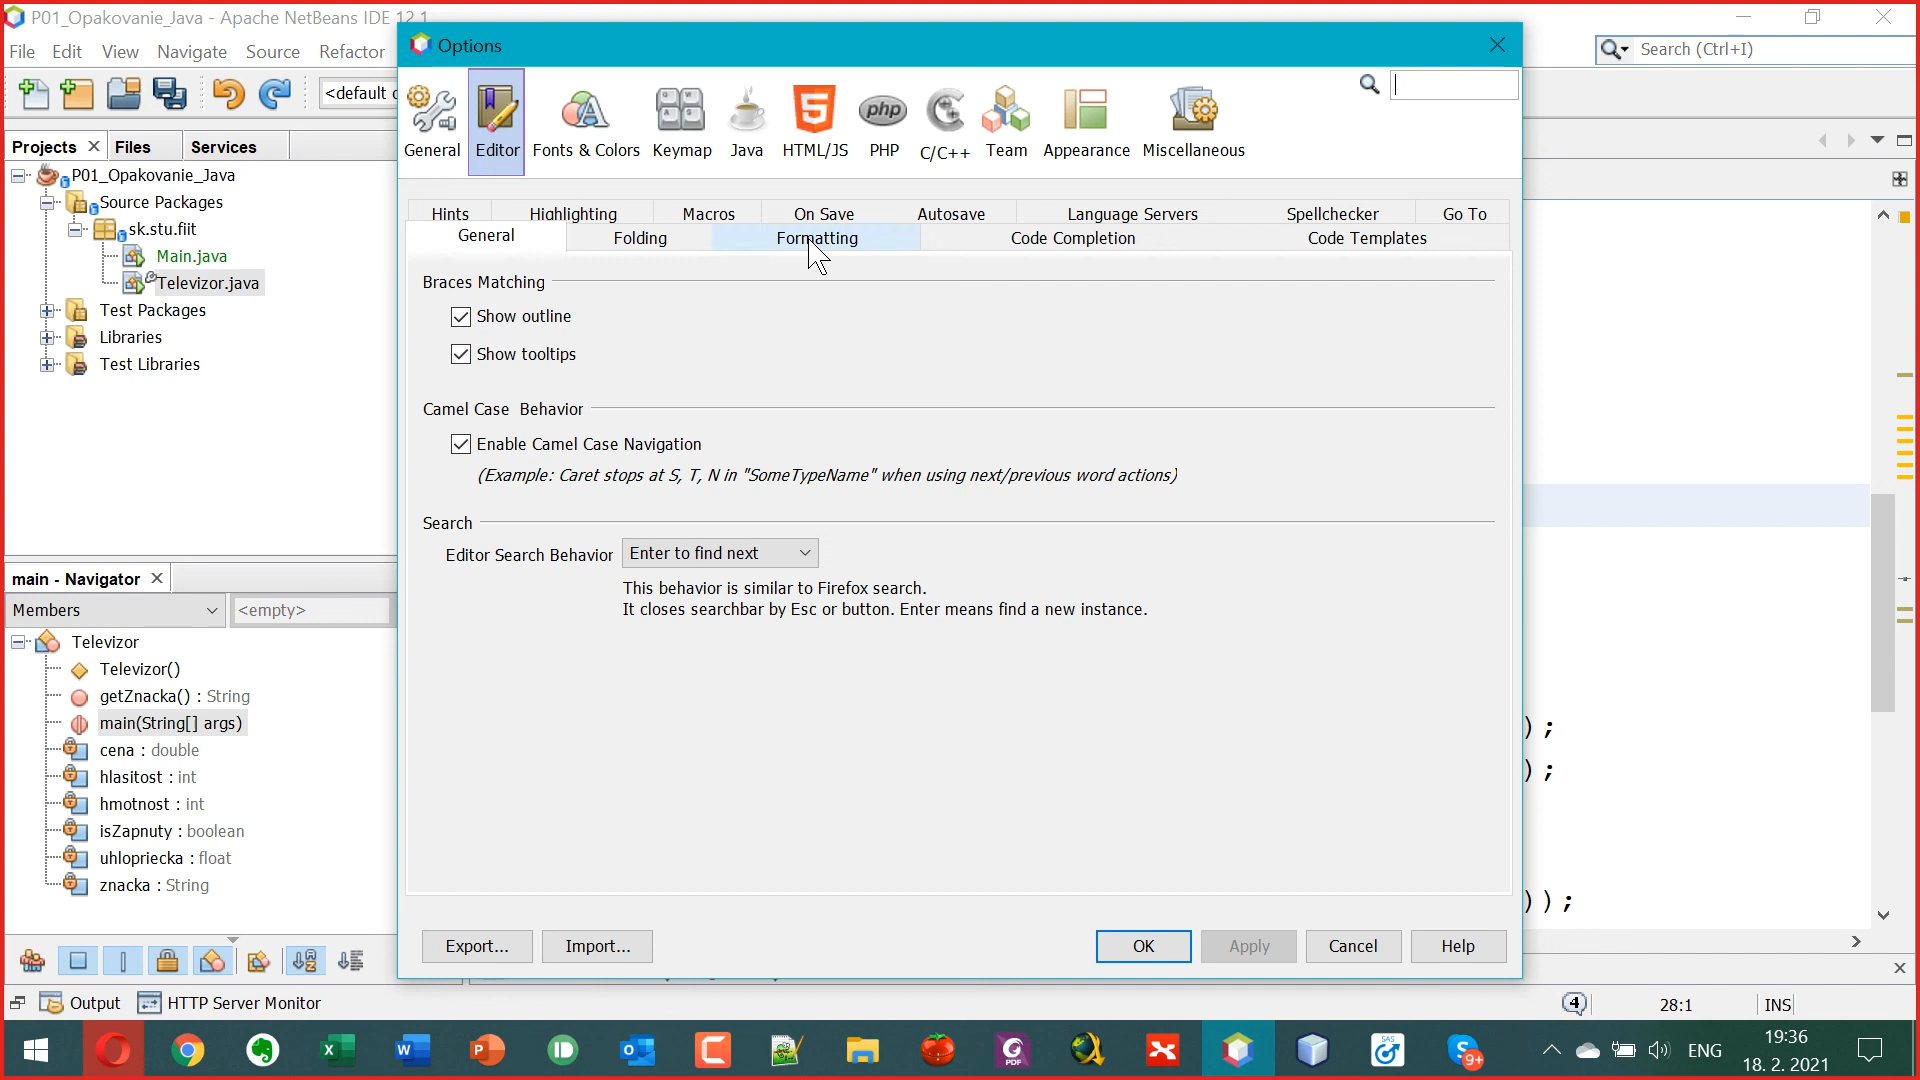 P01_Opakovanie_Java - Apache NetBeans IDE 12.1
File Edit View Navigate Source Refactor
Search (Ctrl+I)
<default c
Options
General Editor Fonts & Colors Keymap Java HTML/JS PHP C/C++ Team Appearance Miscellaneous
Hints Highlighting Macros On Save Autosave Language Servers Spellchecker Go To
General Folding Formatting Code Completion Code Templates
Braces Matching
Show outline
Show tooltips
Camel Case Behavior
Enable Camel Case Navigation
(Example: Caret stops at S, T, N in "SomeTypeName" when using next/previous word actions)
Search
Editor Search Behavior Enter to find next
This behavior is similar to Firefox search.
It closes searchbar by Esc or button. Enter means find a new instance.
Export... Import... OK Apply Cancel Help
Projects Files Services
P01_Opakovanie_Java
Source Packages
sk.stu.fiit
Main.java
Televizor.java
Test Packages
Libraries
Test Libraries
main - Navigator
Members <empty>
Televizor
Televizor()
getZnacka() : String
main(String[] args)
cena : double
hlasitost : int
hmotnost : int
isZapnuty : boolean
uhlopriecka : float
znacka : String
);
);
));
Output HTTP Server Monitor
4 28:1 INS
ENG 19:36
18. 2. 2021
9+